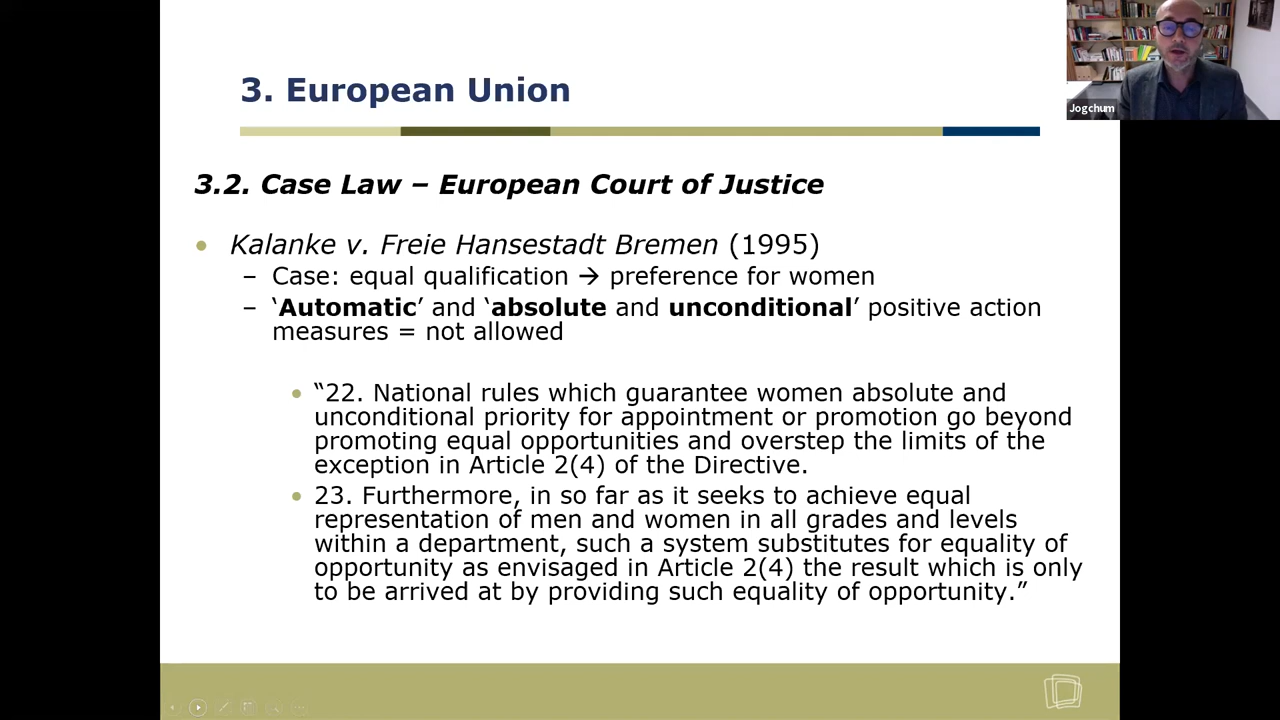 3. European Union
Jogchum
3.2. Case Law – European Court of Justice
• Kalanke v. Freie Hansestadt Bremen (1995)
– Case: equal qualification → preference for women
– ‘Automatic’ and ‘absolute and unconditional’ positive action
measures = not allowed
• “22. National rules which guarantee women absolute and
unconditional priority for appointment or promotion go beyond
promoting equal opportunities and overstep the limits of the
exception in Article 2(4) of the Directive.
• 23. Furthermore, in so far as it seeks to achieve equal
representation of men and women in all grades and levels
within a department, such a system substitutes for equality of
opportunity as envisaged in Article 2(4) the result which is only
to be arrived at by providing such equality of opportunity.”